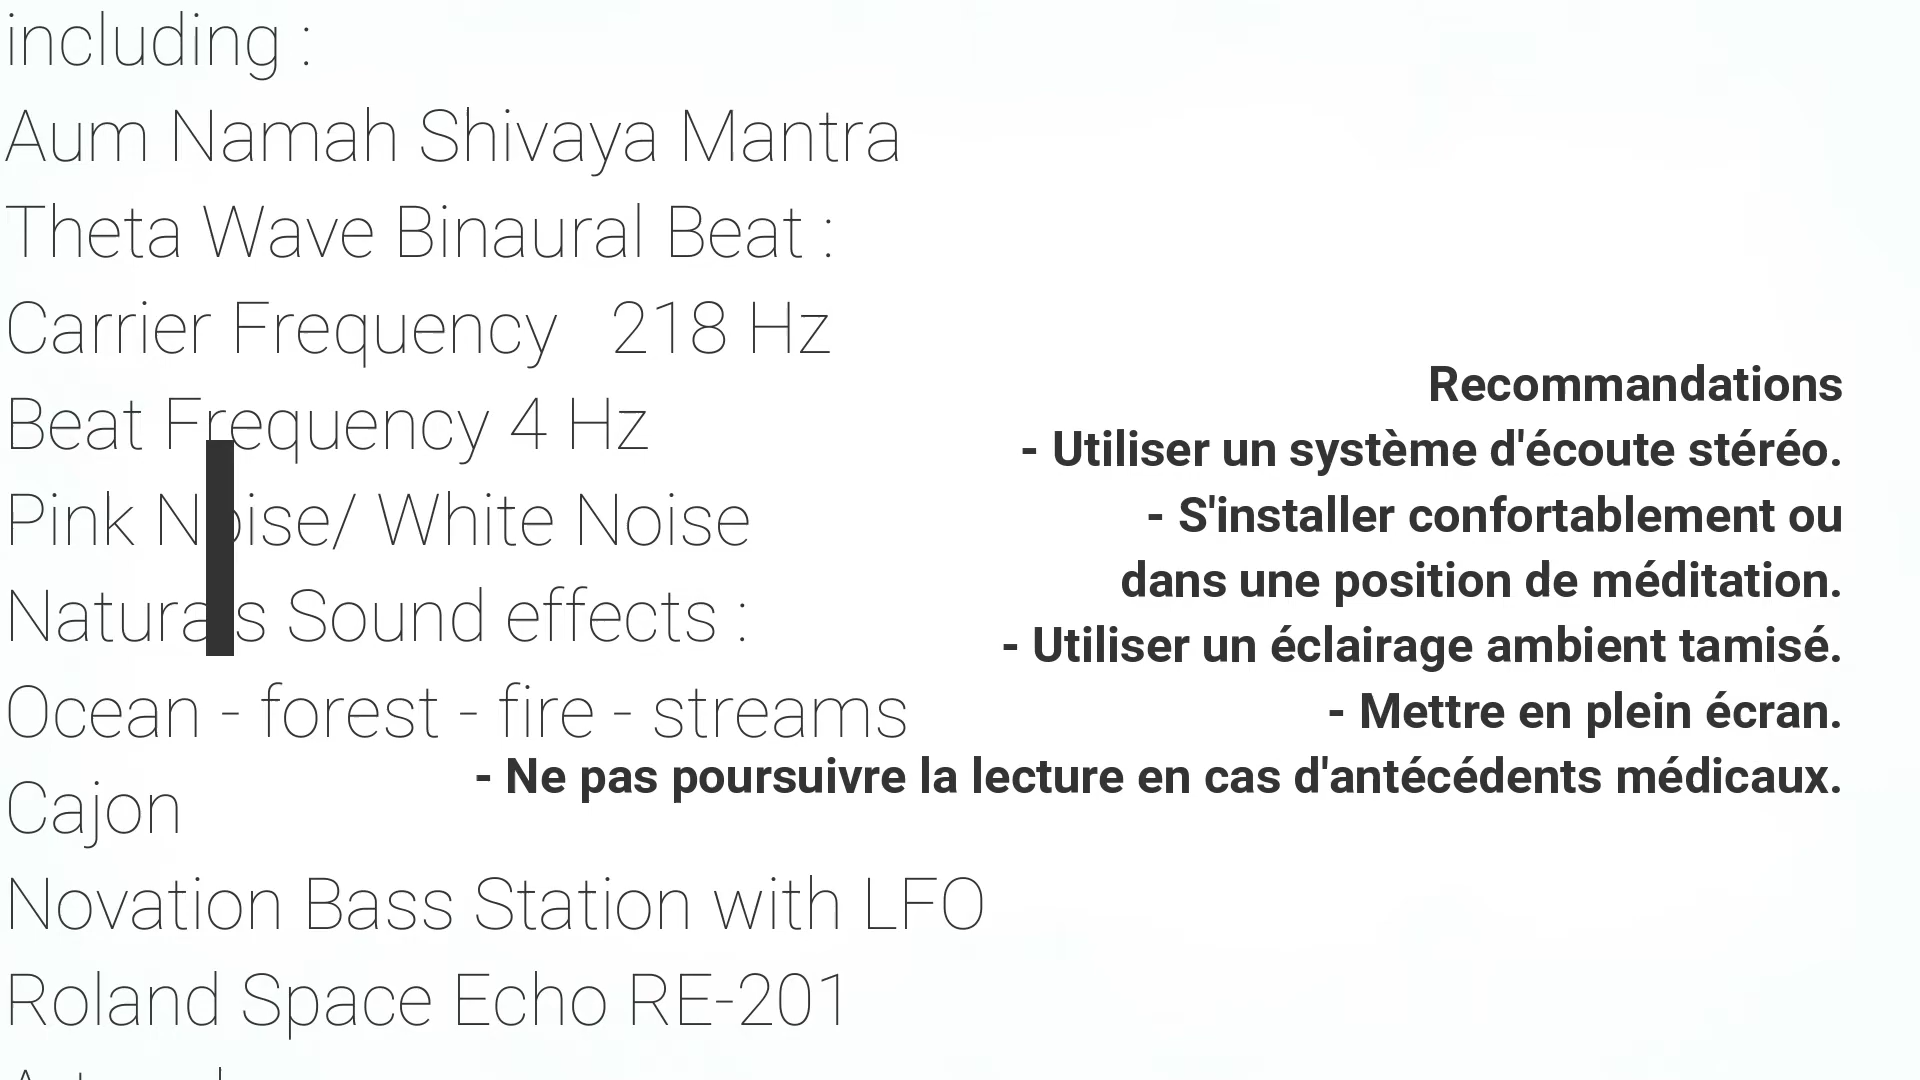 including :
Aum Namah Shivaya Mantra
Theta Wave Binaural Beat :
Carrier Frequency 218 Hz
Beat Frequency 4 Hz
Pink Noise/ White Noise
Sound effects :
Ocean - forest - fire - streams
Cajon
Novation Bass Station with LFO
Roland Space Echo RE-201
Recommandations
- Utiliser un système d'écoute stéréo.
- S'installer confortablement ou
dans une position de méditation.
- Utiliser un éclairage ambient tamisé.
- Mettre en plein écran.
- Ne pas poursuivre la lecture en cas d'antécédents médicaux.